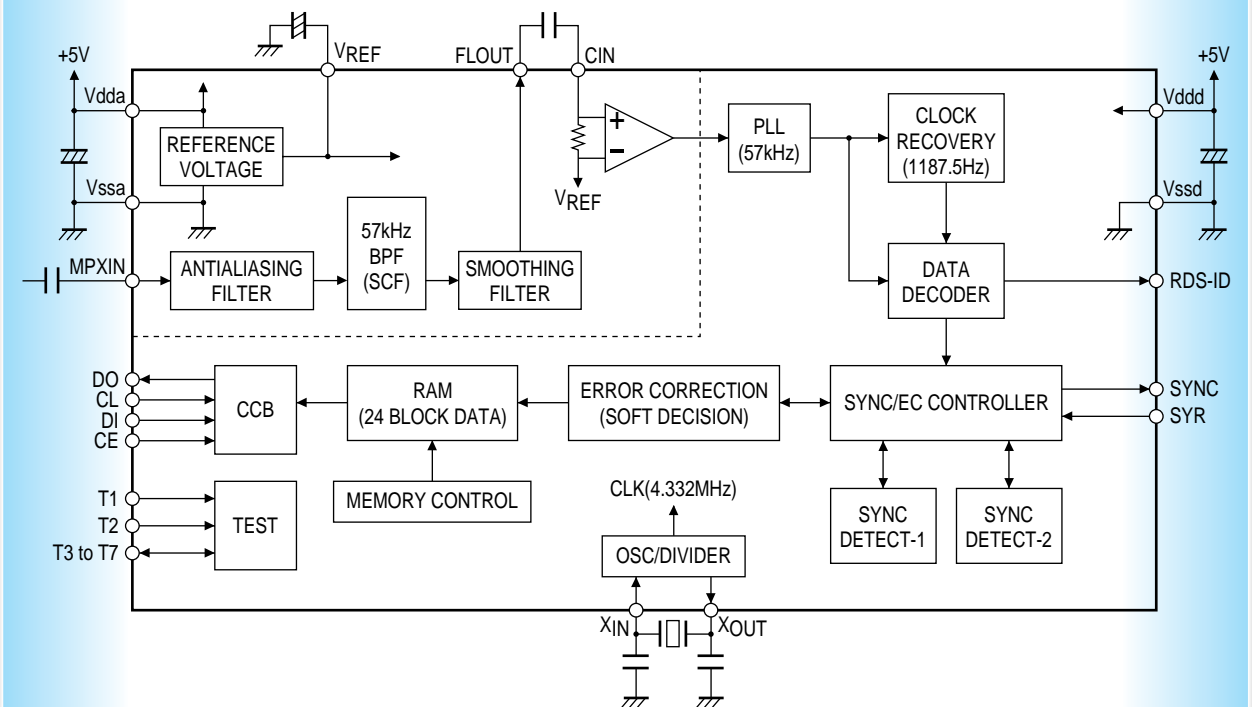 +5V
VREF
FLOUT
CIN
+5V
Vdda
REFERENCE
VOLTAGE
+
−
PLL
(57kHz)
CLOCK
RECOVERY
(1187.5Hz)
Vddd
Vssa
VREF
Vssd
MPXIN
ANTIALIASING
FILTER
57kHz
BPF
(SCF)
SMOOTHING
FILTER
DATA
DECODER
RDS-ID
DO
CL
DI
CE
CCB
RAM
(24 BLOCK DATA)
ERROR CORRECTION
(SOFT DECISION)
SYNC/EC CONTROLLER
SYNC
SYR
T1
T2
T3 to T7
TEST
MEMORY CONTROL
CLK(4.332MHz)
OSC/DIVIDER
SYNC
DETECT-1
SYNC
DETECT-2
XIN
XOUT